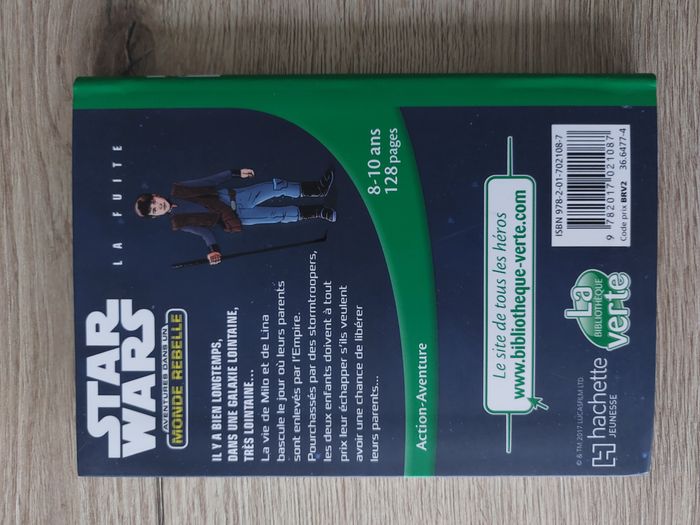 STAR
WARS
AVENTURES DANS UN
MONDE REBELLE
LA FUITE
IL Y A BIEN LONGTEMPS,
DANS UNE GALAXIE LOINTAINE,
TRÈS LOINTAINE...
La vie de Milo et de Lina
bascule le jour où leurs parents
sont enlevés par l'Empire.
Pourchassés par des stormtroopers,
les deux enfants doivent à tout
prix leur échapper s'ils veulent
avoir une chance de libérer
leurs parents...
8-10 ans
128 pages
Action-Aventure
Le site de tous les héros
www.bibliotheque-verte.com
ISBN 978-2-01-702108-7
9 782017 021087
Code prix BRV2 36.6477-4
La
BIBLIOTHÈQUE
verte
© & TM 2017 LUCASFILM LTD
hachette
JEUNESSE